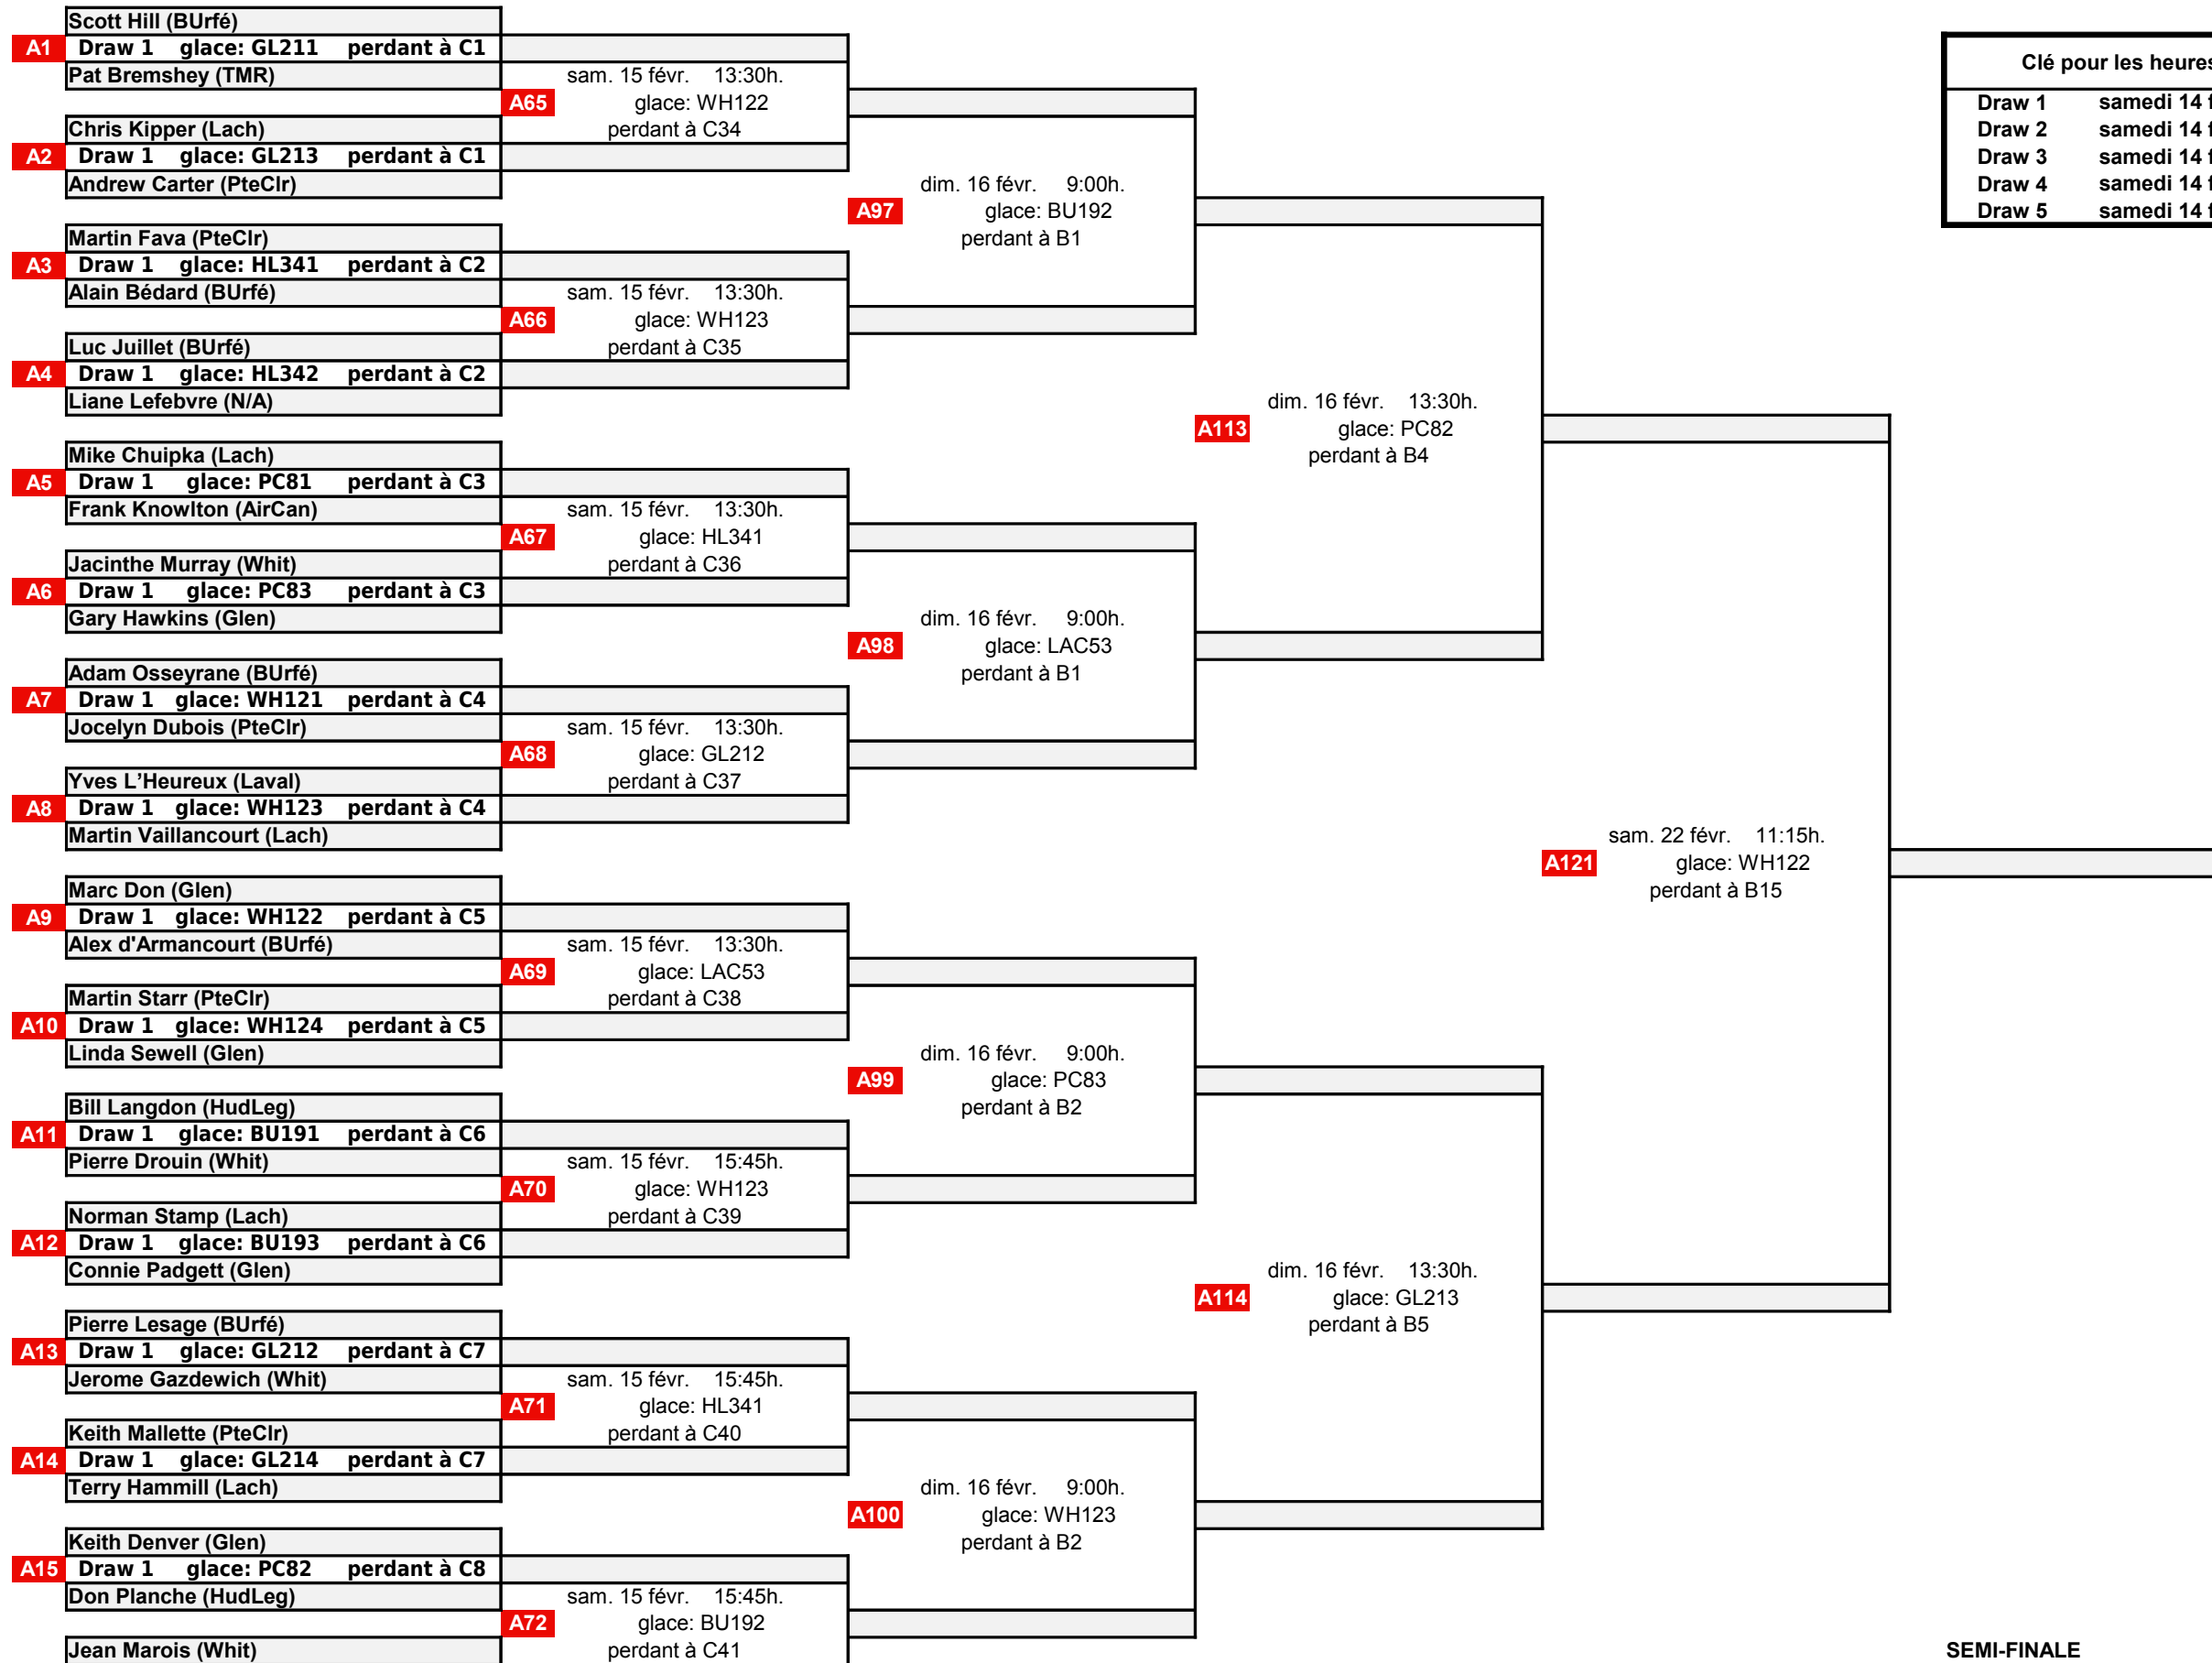 Scott Hill (BUrfé)
A1 Draw 1 glace: GL211 perdant à C1
Pat Bremshey (TMR)
Chris Kipper (Lach)
A2 Draw 1 glace: GL213 perdant à C1
Andrew Carter (PteClr)
Martin Fava (PteClr)
A3 Draw 1 glace: HL341 perdant à C2
Alain Bédard (BUrfé)
Luc Juillet (BUrfé)
A4 Draw 1 glace: HL342 perdant à C2
Liane Lefebvre (N/A)
Mike Chuipka (Lach)
A5 Draw 1 glace: PC81 perdant à C3
Frank Knowlton (AirCan)
Jacinthe Murray (Whit)
A6 Draw 1 glace: PC83 perdant à C3
Gary Hawkins (Glen)
Adam Osseyrane (BUrfé)
A7 Draw 1 glace: WH121 perdant à C4
Jocelyn Dubois (PteClr)
Yves L’Heureux (Laval)
A8 Draw 1 glace: WH123 perdant à C4
Martin Vaillancourt (Lach)
Marc Don (Glen)
A9 Draw 1 glace: WH122 perdant à C5
Alex d'Armancourt (BUrfé)
Martin Starr (PteClr)
A10 Draw 1 glace: WH124 perdant à C5
Linda Sewell (Glen)
Bill Langdon (HudLeg)
A11 Draw 1 glace: BU191 perdant à C6
Pierre Drouin (Whit)
Norman Stamp (Lach)
A12 Draw 1 glace: BU193 perdant à C6
Connie Padgett (Glen)
Pierre Lesage (BUrfé)
A13 Draw 1 glace: GL212 perdant à C7
Jerome Gazdewich (Whit)
Keith Mallette (PteClr)
A14 Draw 1 glace: GL214 perdant à C7
Terry Hammill (Lach)
Keith Denver (Glen)
A15 Draw 1 glace: PC82 perdant à C8
Don Planche (HudLeg)
Jean Marois (Whit)
sam. 15 févr. 13:30h.
A65 glace: WH122
perdant à C34
sam. 15 févr. 13:30h.
A66 glace: WH123
perdant à C35
sam. 15 févr. 13:30h.
A67 glace: HL341
perdant à C36
sam. 15 févr. 13:30h.
A68 glace: GL212
perdant à C37
sam. 15 févr. 13:30h.
A69 glace: LAC53
perdant à C38
sam. 15 févr. 15:45h.
A70 glace: WH123
perdant à C39
sam. 15 févr. 15:45h.
A71 glace: HL341
perdant à C40
sam. 15 févr. 15:45h.
A72 glace: BU192
perdant à C41
dim. 16 févr. 9:00h.
A97 glace: BU192
perdant à B1
dim. 16 févr. 9:00h.
A98 glace: LAC53
perdant à B1
dim. 16 févr. 9:00h.
A99 glace: PC83
perdant à B2
dim. 16 févr. 9:00h.
A100 glace: WH123
perdant à B2
dim. 16 févr. 13:30h.
A113 glace: PC82
perdant à B4
dim. 16 févr. 13:30h.
A114 glace: GL213
perdant à B5
sam. 22 févr. 11:15h.
A121 glace: WH122
perdant à B15
Clé pour les heures
Draw 1 samedi 14 f
Draw 2 samedi 14 f
Draw 3 samedi 14 f
Draw 4 samedi 14 f
Draw 5 samedi 14 f
SEMI-FINALE